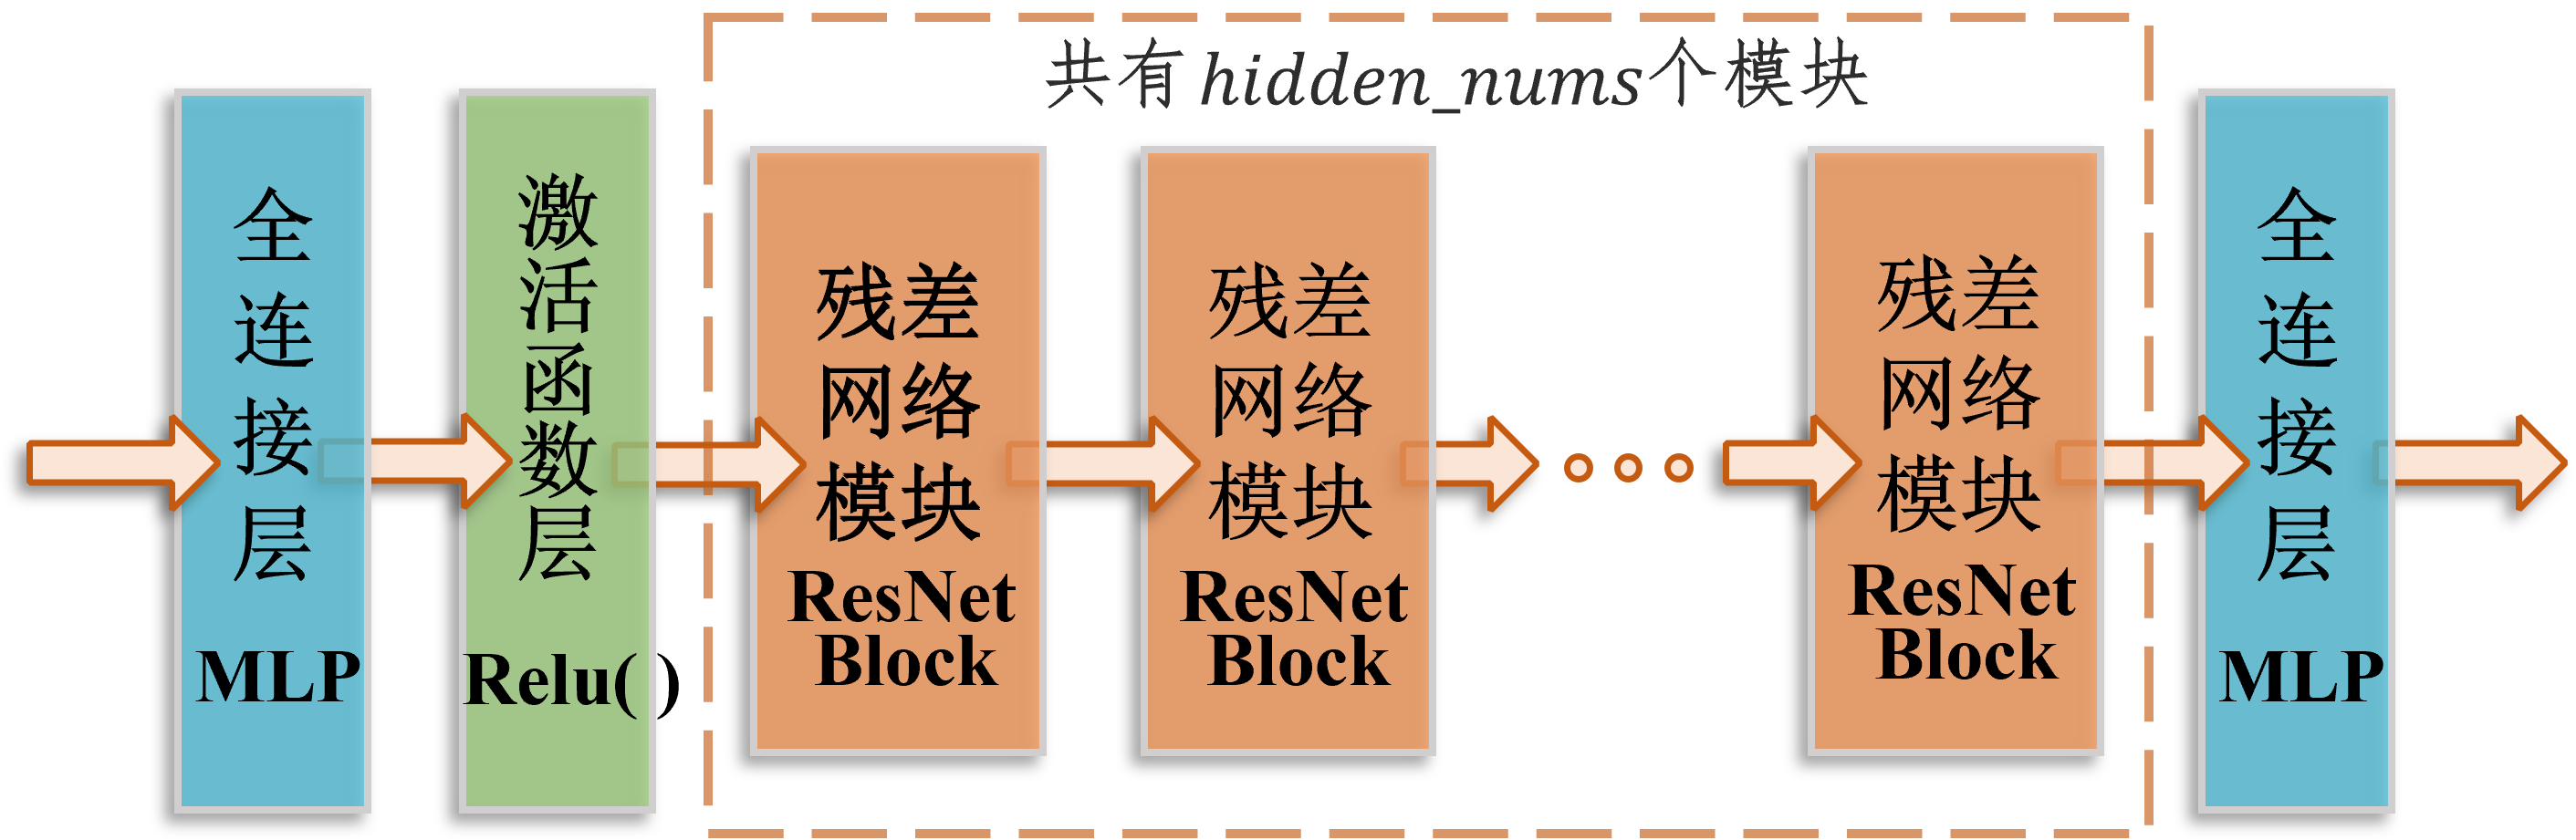 共有hidden_nums个模块
全连接层
MLP
激活函数层
Relu( )
残差
网络
模块
ResNet
Block
残差
网络
模块
ResNet
Block
残差
网络
模块
ResNet
Block
全连接层
MLP